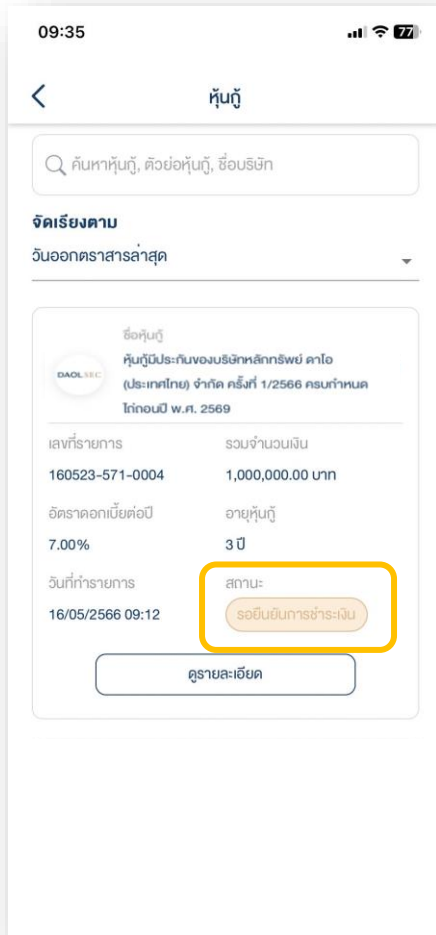 09:35
77
หุ้นกู้
ค้นหาหุ้นกู้, ตัวย่อหุ้นกู้, ชื่อบริษัท
จัดเรียงตาม
วันออกตราสารล่าสุด
ชื่อหุ้นกู้
DAOL SEC
หุ้นกู้มีประกันของบริษัทหลักทรัพย์ ดาโอ
(ประเทศไทย) จำกัด ครั้งที่ 1/2566 ครบกำหนด
ไถ่ถอนปี พ.ศ. 2569
เลขที่รายการ รวมจำนวนเงิน
160523-571-0004 1,000,000.00 บาท
อัตราดอกเบี้ยต่อปี อายุหุ้นกู้
7.00% 3 ปี
วันที่ทำรายการ สถานะ
16/05/2566 09:12 รอยืนยันการชำระเงิน
ดูรายละเอียด